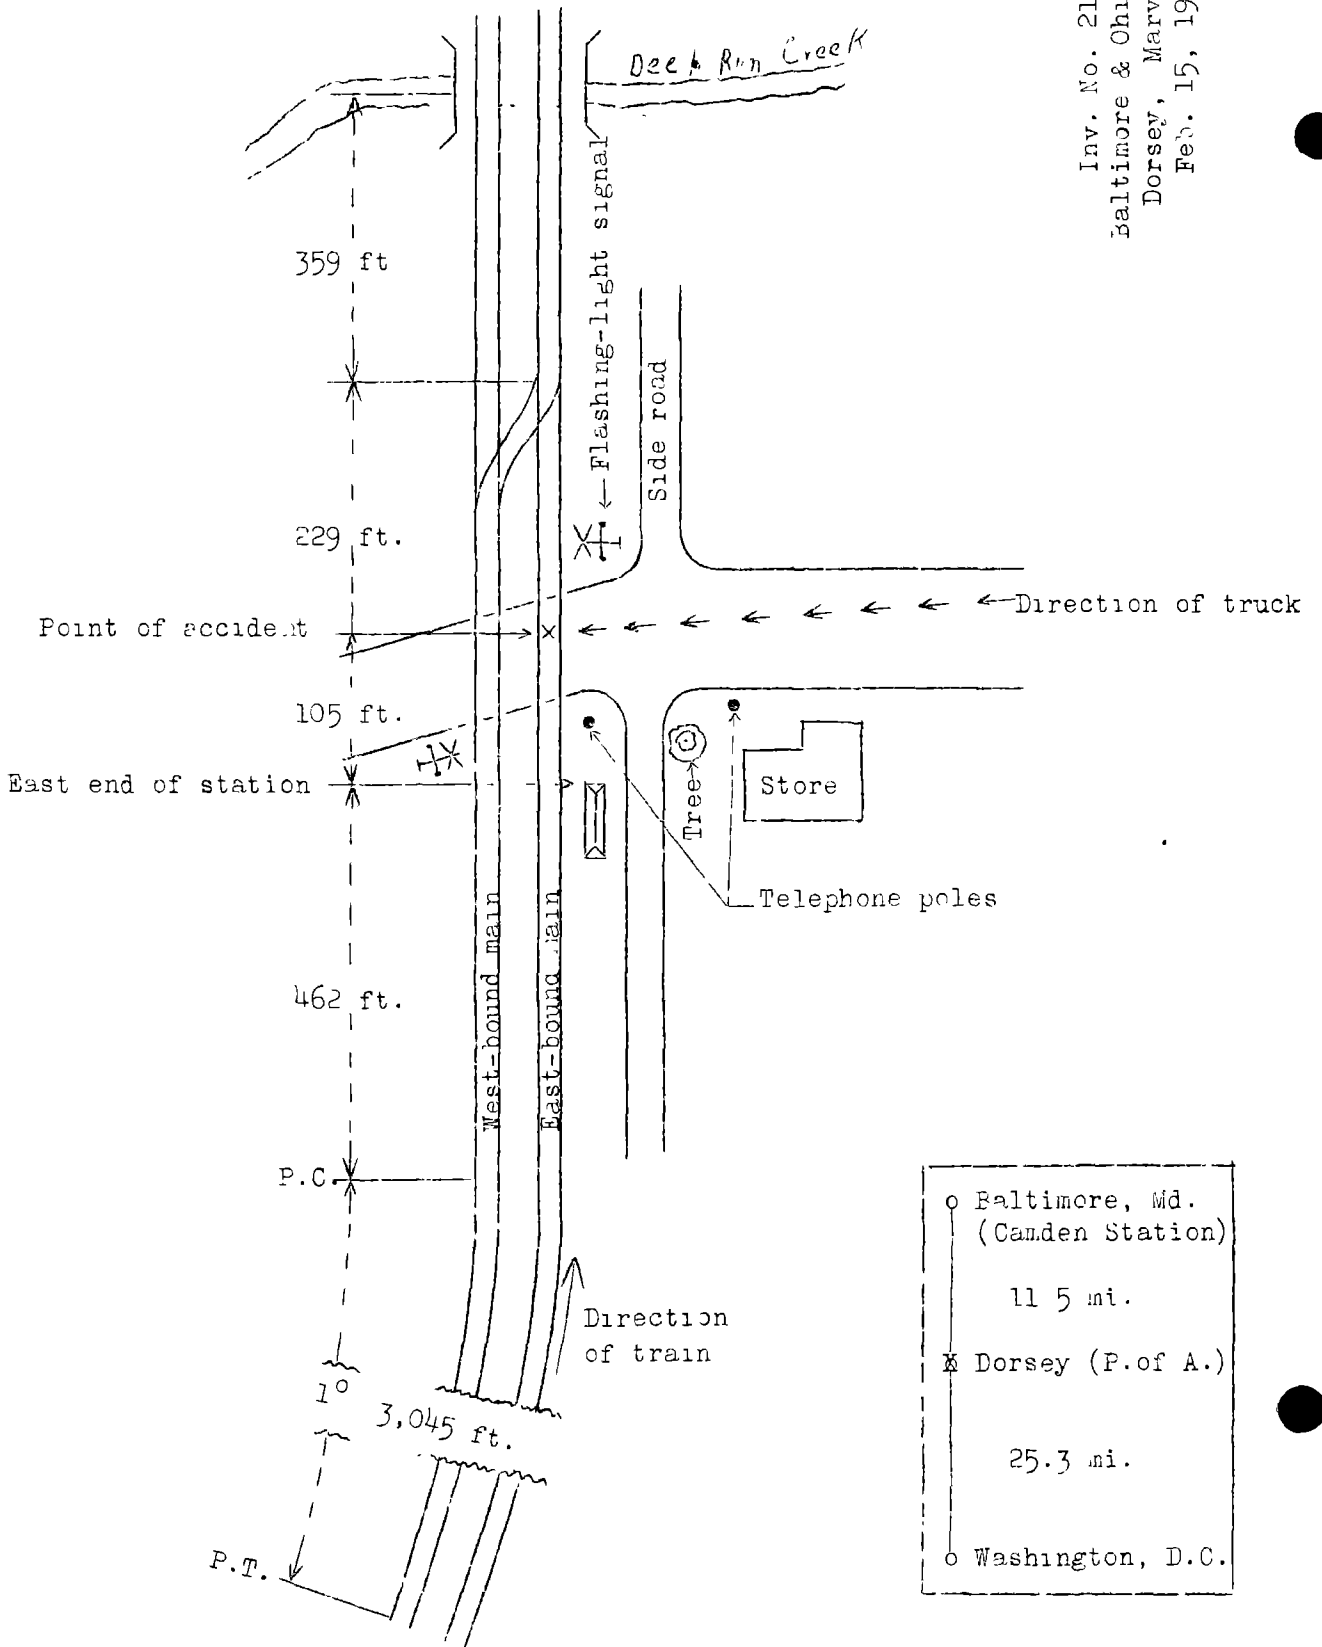 Inv. No. 21
Baltimore & Ohi
Dorsey, Marv
Feb. 15, 19
Deep Run Creek
359 ft
Flashing-light signal
Side road
229 ft.
Point of accident
Direction of truck
105 ft.
East end of station
Tree
Store
Telephone poles
West-bound main
East-bound main
462 ft.
P.C.
Direction
of train
1°
3,045 ft.
P.T.
Baltimore, Md.
(Camden Station)
11 5 mi.
Dorsey (P.of A.)
25.3 mi.
Washington, D.C.